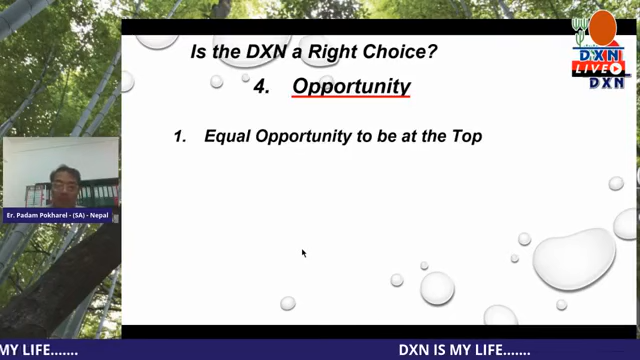 Is the DXN a Right Choice?
4. Opportunity
1. Equal Opportunity to be at the Top
DXN
LIVE
DXN
Er. Padam Pokharel - (SA) - Nepal
MY LIFE.......
DXN IS MY LIFE.......